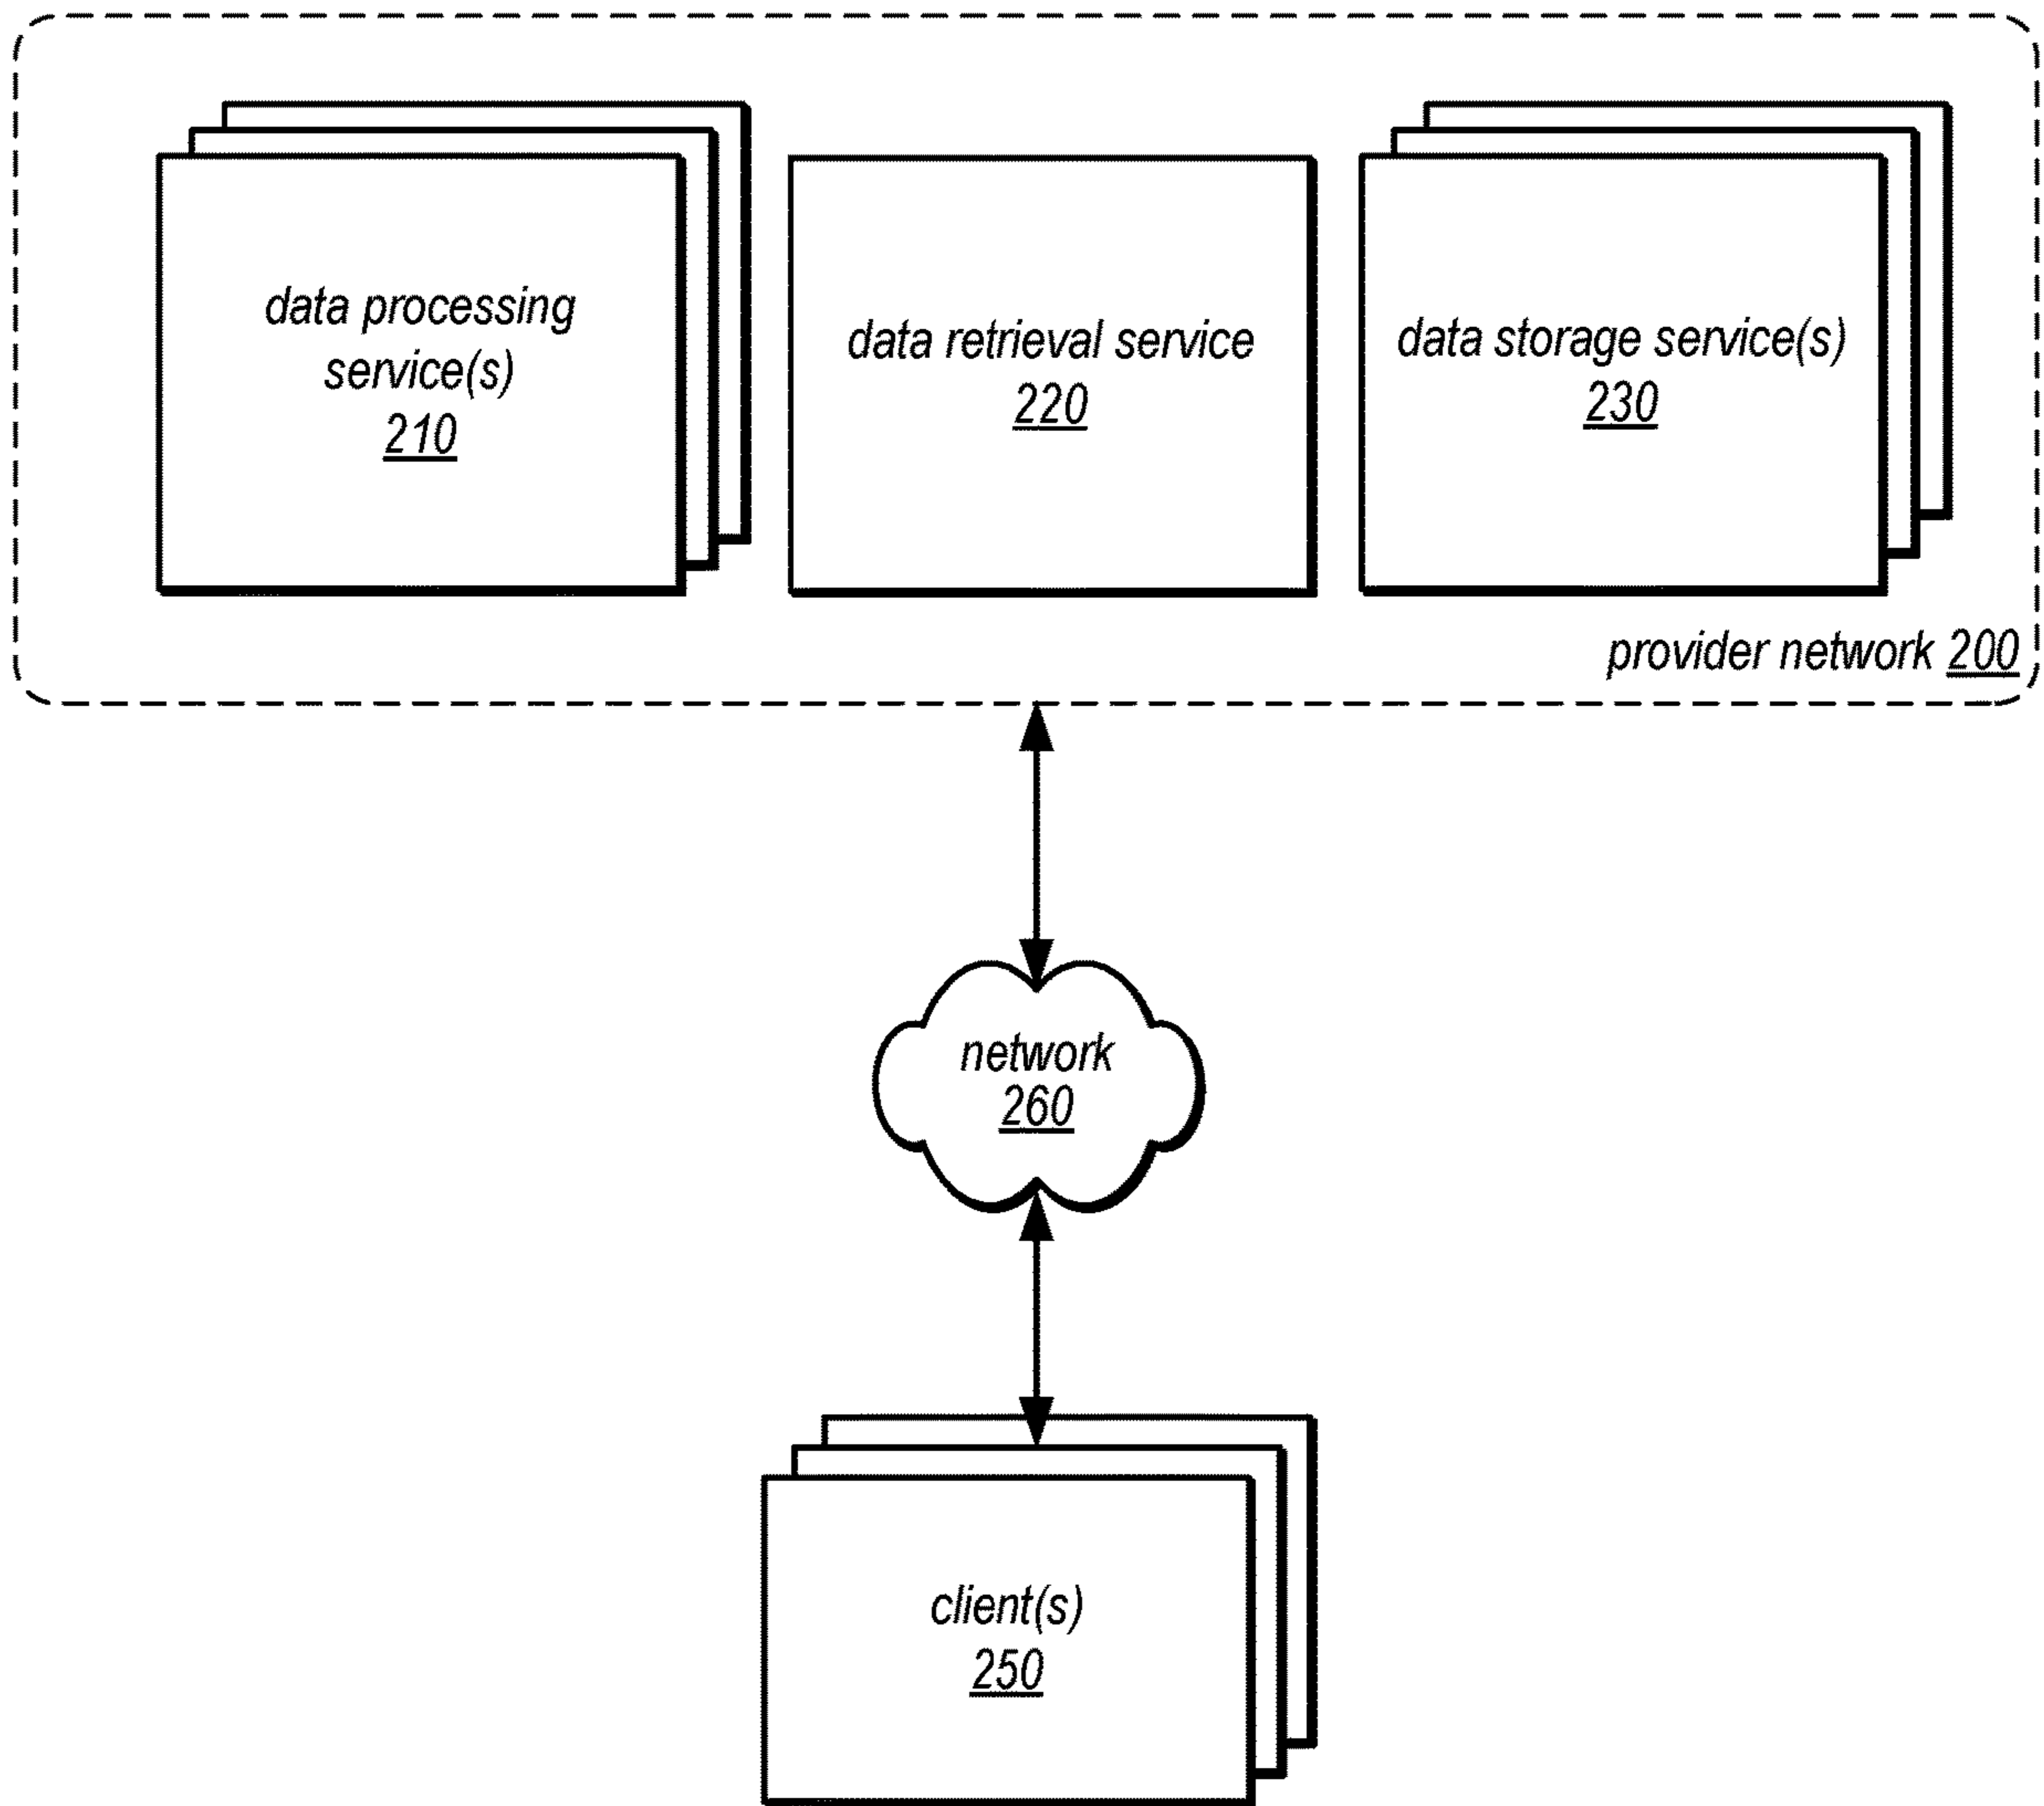 data processing
service(s)
210
data retrieval service
220
data storage service(s)
230
provider network 200
network
260
client(s)
250